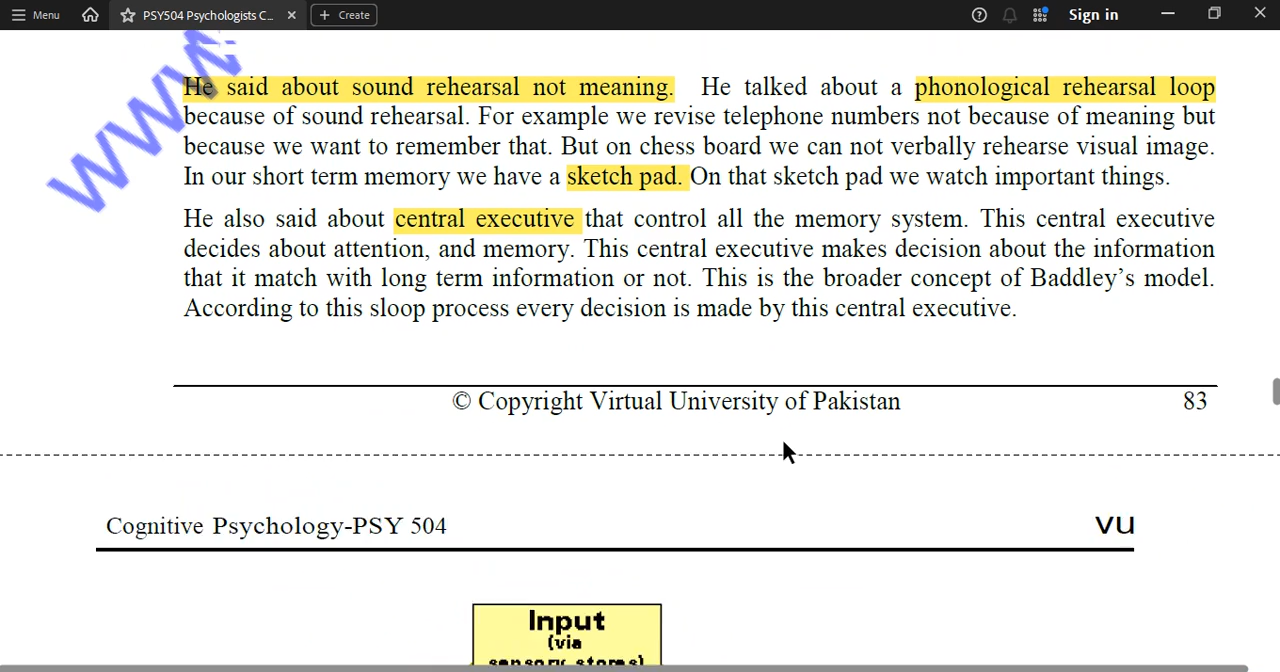 Menu
PSY504 Psychologists C...
Create
Sign in
WWW.
He said about sound rehearsal not meaning. He talked about a phonological rehearsal loop
because of sound rehearsal. For example we revise telephone numbers not because of meaning but
because we want to remember that. But on chess board we can not verbally rehearse visual image.
In our short term memory we have a sketch pad. On that sketch pad we watch important things.
He also said about central executive that control all the memory system. This central executive
decides about attention, and memory. This central executive makes decision about the information
that it match with long term information or not. This is the broader concept of Baddley's model.
According to this sloop process every decision is made by this central executive.
© Copyright Virtual University of Pakistan 83
Cognitive Psychology-PSY 504 VU
Input
(via
sensory stores)